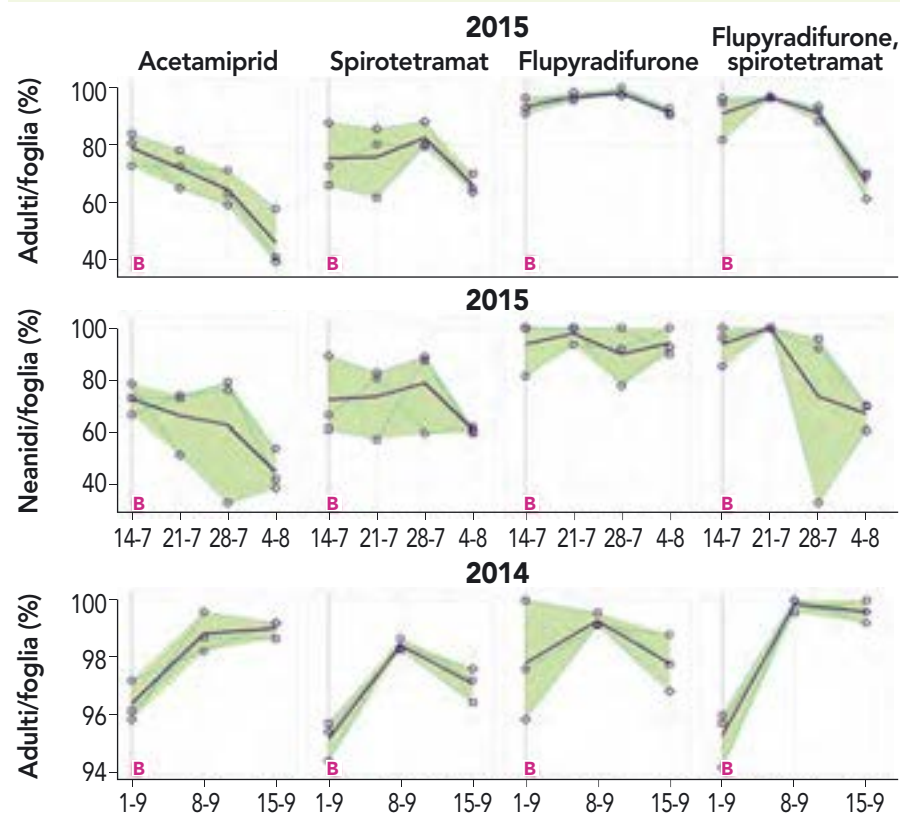 2015
Acetamiprid
Spirotetramat
Flupyradifurone
Flupyradifurone,
spirotetramat
Adulti/foglia (%)
100
80
60
40
B B B B
2015
Neanidi/foglia (%)
100
80
60
40
B B B B
14-7 21-7 28-7 4-8 14-7 21-7 28-7 4-8 14-7 21-7 28-7 4-8 14-7 21-7 28-7 4-8
2014
Adulti/foglia (%)
100
98
96
94
B B B B
1-9 8-9 15-9 1-9 8-9 15-9 1-9 8-9 15-9 1-9 8-9 15-9